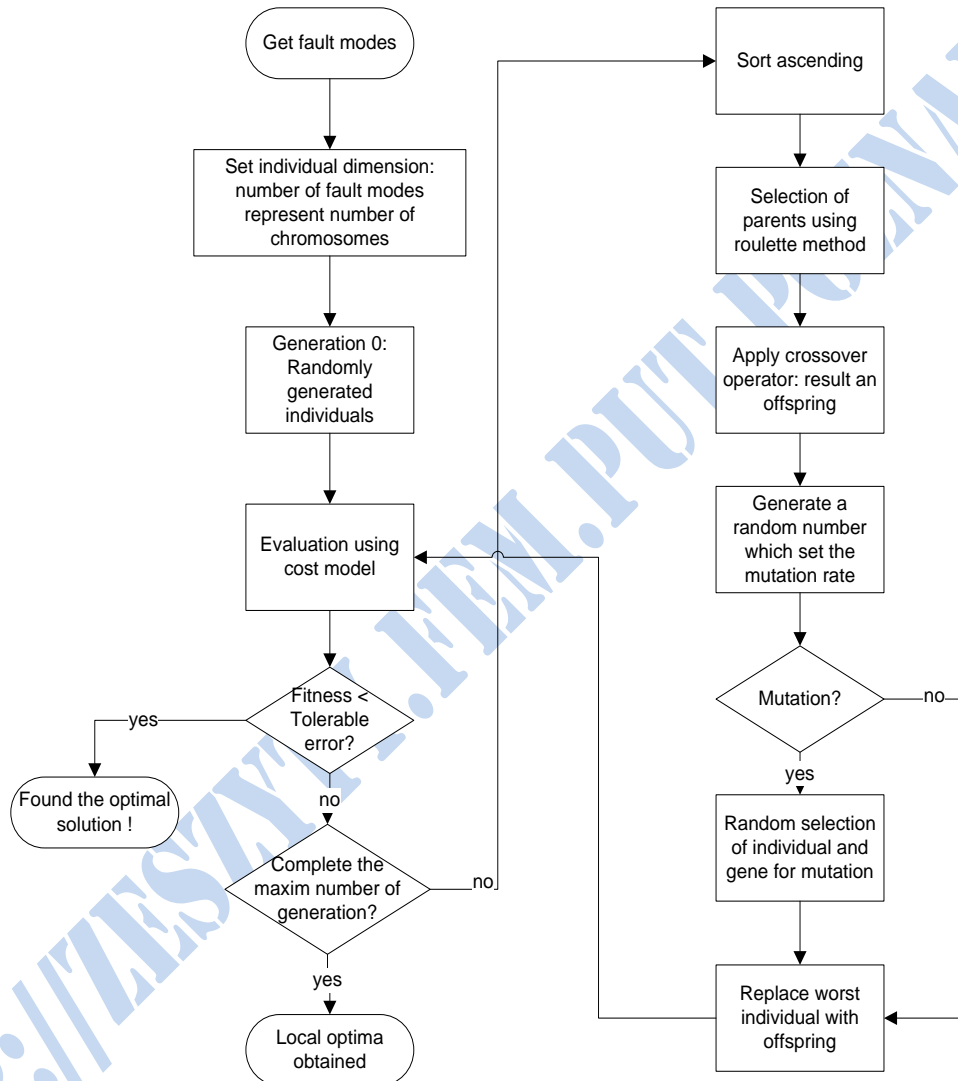 Get fault modes
Set individual dimension:
number of fault modes
represent number of
chromosomes
Generation 0:
Randomly
generated
individuals
Evaluation using
cost model
Fitness <
Tolerable
error?
yes
Found the optimal
solution !
no
Complete the
maxim number of
generation?
no
yes
Local optima
obtained
Sort ascending
Selection of
parents using
roulette method
Apply crossover
operator: result an
offspring
Generate a
random number
which set the
mutation rate
Mutation?
no
yes
Random selection
of individual and
gene for mutation
Replace worst
individual with
offspring
://ZESZYTY.FEM.PUT.POZNA